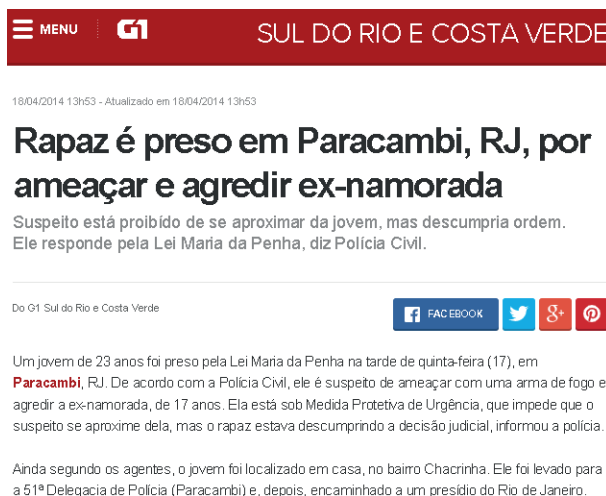 MENU G1 SUL DO RIO E COSTA VERDE
18/04/2014 13h53 - Atualizado em 18/04/2014 13h53
Rapaz é preso em Paracambi, RJ, por
ameaçar e agredir ex-namorada
Suspeito está proibído de se aproximar da jovem, mas descumpria ordem.
Ele responde pela Lei Maria da Penha, diz Polícia Civil.
Do G1 Sul do Rio e Costa Verde
FACEBOOK
Um jovem de 23 anos foi preso pela Lei Maria da Penha na tarde de quinta-feira (17), em
Paracambi, RJ. De acordo com a Polícia Civil, ele é suspeito de ameaçar com uma arma de fogo e
agredir a ex-namorada, de 17 anos. Ela está sob Medida Protetiva de Urgência, que impede que o
suspeito se aproxime dela, mas o rapaz estava descumprindo a decisão judicial, informou a polícia.
Ainda segundo os agentes, o jovem foi localizado em casa, no bairro Chacrinha. Ele foi levado para
a 51ª Delegacia de Polícia (Paracambi) e, depois, encaminhado a um presídio do Rio de Janeiro.